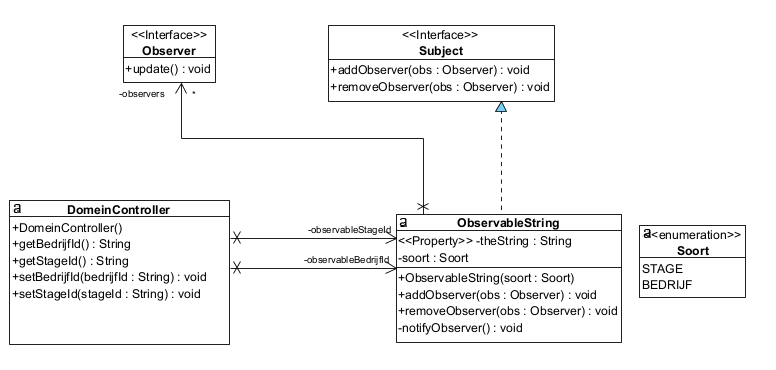 <<Interface>>
Observer
+update() : void
-observers
*
<<Interface>>
Subject
+addObserver(obs : Observer) : void
+removeObserver(obs : Observer) : void
a
DomeinController
+DomeinController()
+getBedrijfId() : String
+getStageId() : String
+setBedrijfId(bedrijfId : String) : void
+setStageId(stageId : String) : void
-observableStageId
-observableBedrijfId
a
ObservableString
<<Property>> -theString : String
-soort : Soort
+ObservableString(soort : Soort)
+addObserver(obs : Observer) : void
+removeObserver(obs : Observer) : void
-notifyObserver() : void
a<<enumeration>>
Soort
STAGE
BEDRIJF